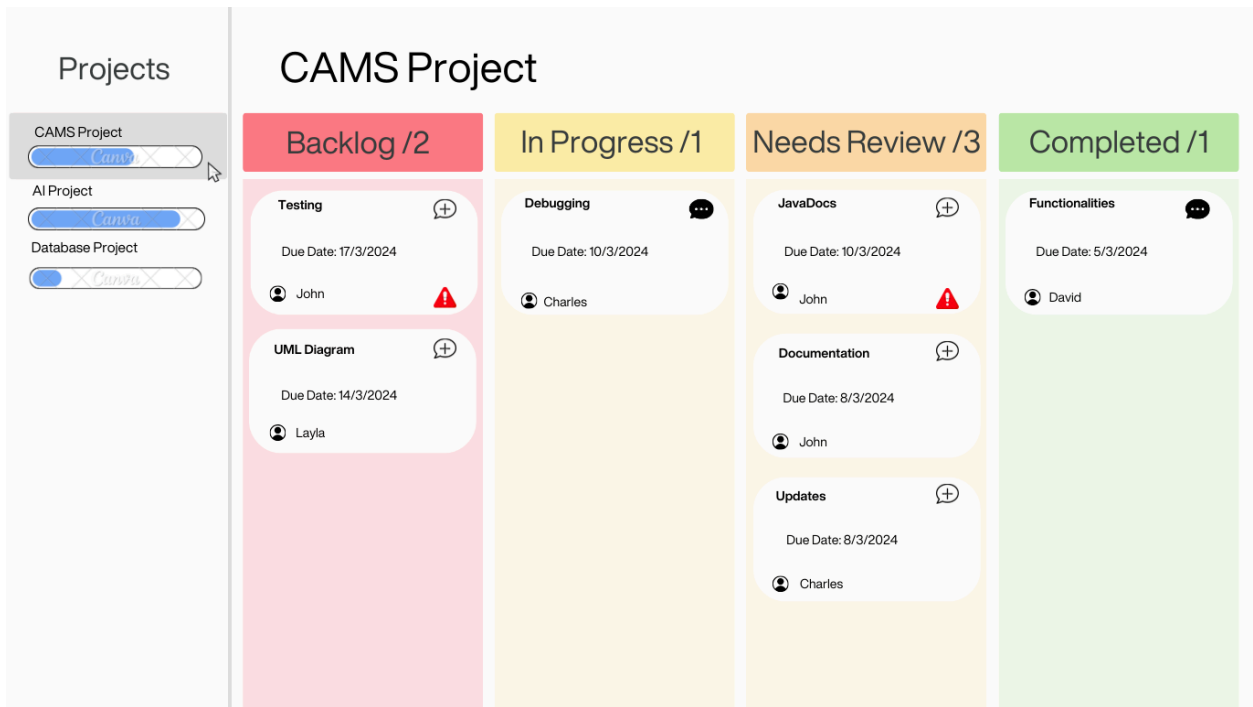 Projects
CAMS Project
Canva
AI Project
Canva
Database Project
Canva
CAMS Project
Backlog /2
Testing
Due Date: 17/3/2024
John
UML Diagram
Due Date: 14/3/2024
Layla
In Progress /1
Debugging
Due Date: 10/3/2024
Charles
Needs Review /3
JavaDocs
Due Date: 10/3/2024
John
Documentation
Due Date: 8/3/2024
John
Updates
Due Date: 8/3/2024
Charles
Completed /1
Functionalities
Due Date: 5/3/2024
David